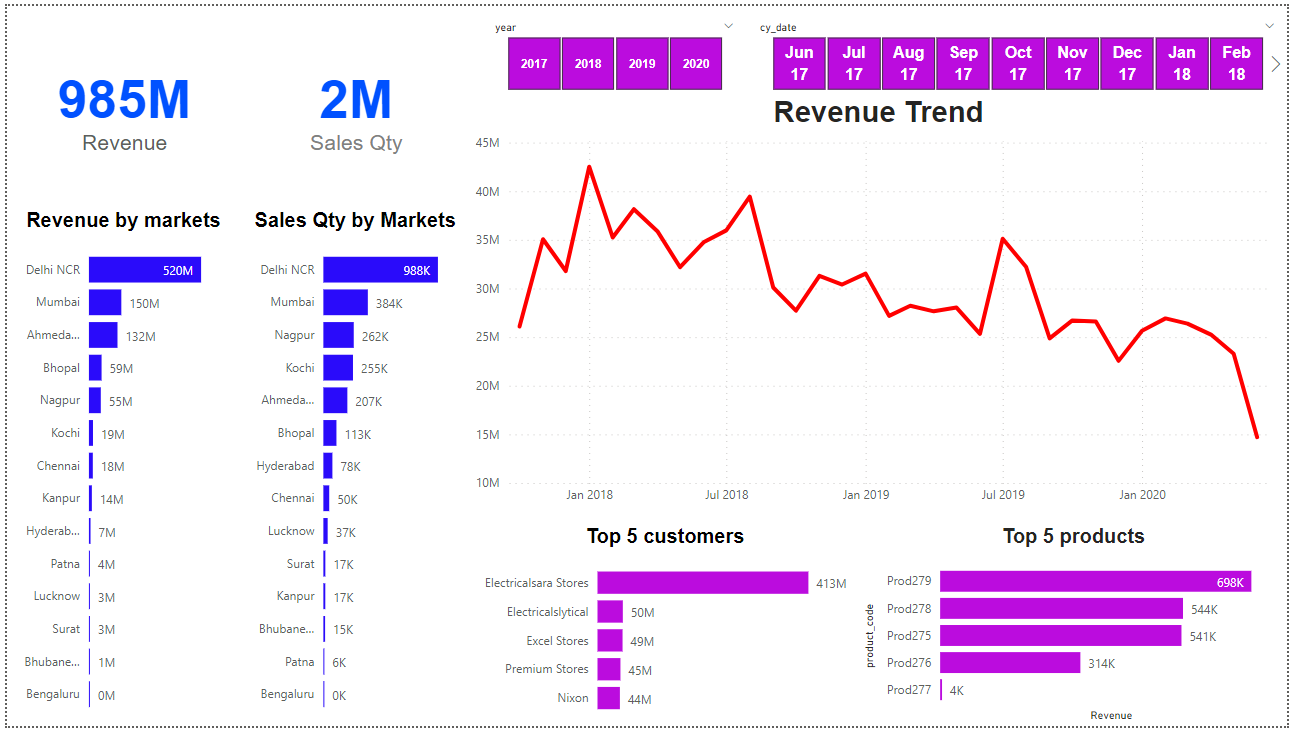 year
cy_date
2017
2018
2019
2020
Jun 17
Jul 17
Aug 17
Sep 17
Oct 17
Nov 17
Dec 17
Jan 18
Feb 18
985M
Revenue
2M
Sales Qty
Revenue Trend
45M
40M
35M
30M
25M
20M
15M
10M
Jan 2018
Jul 2018
Jan 2019
Jul 2019
Jan 2020
Revenue by markets
Delhi NCR 520M
Mumbai 150M
Ahmeda... 132M
Bhopal 59M
Nagpur 55M
Kochi 19M
Chennai 18M
Kanpur 14M
Hyderab... 7M
Patna 4M
Lucknow 3M
Surat 3M
Bhubane... 1M
Bengaluru 0M
Sales Qty by Markets
Delhi NCR 988K
Mumbai 384K
Nagpur 262K
Kochi 255K
Ahmeda... 207K
Bhopal 113K
Hyderabad 78K
Chennai 50K
Lucknow 37K
Surat 17K
Kanpur 17K
Bhubane... 15K
Patna 6K
Bengaluru 0K
Top 5 customers
Electricalsara Stores 413M
Electricalslytical 50M
Excel Stores 49M
Premium Stores 45M
Nixon 44M
Top 5 products
product_code
Prod279 698K
Prod278 544K
Prod275 541K
Prod276 314K
Prod277 4K
Revenue